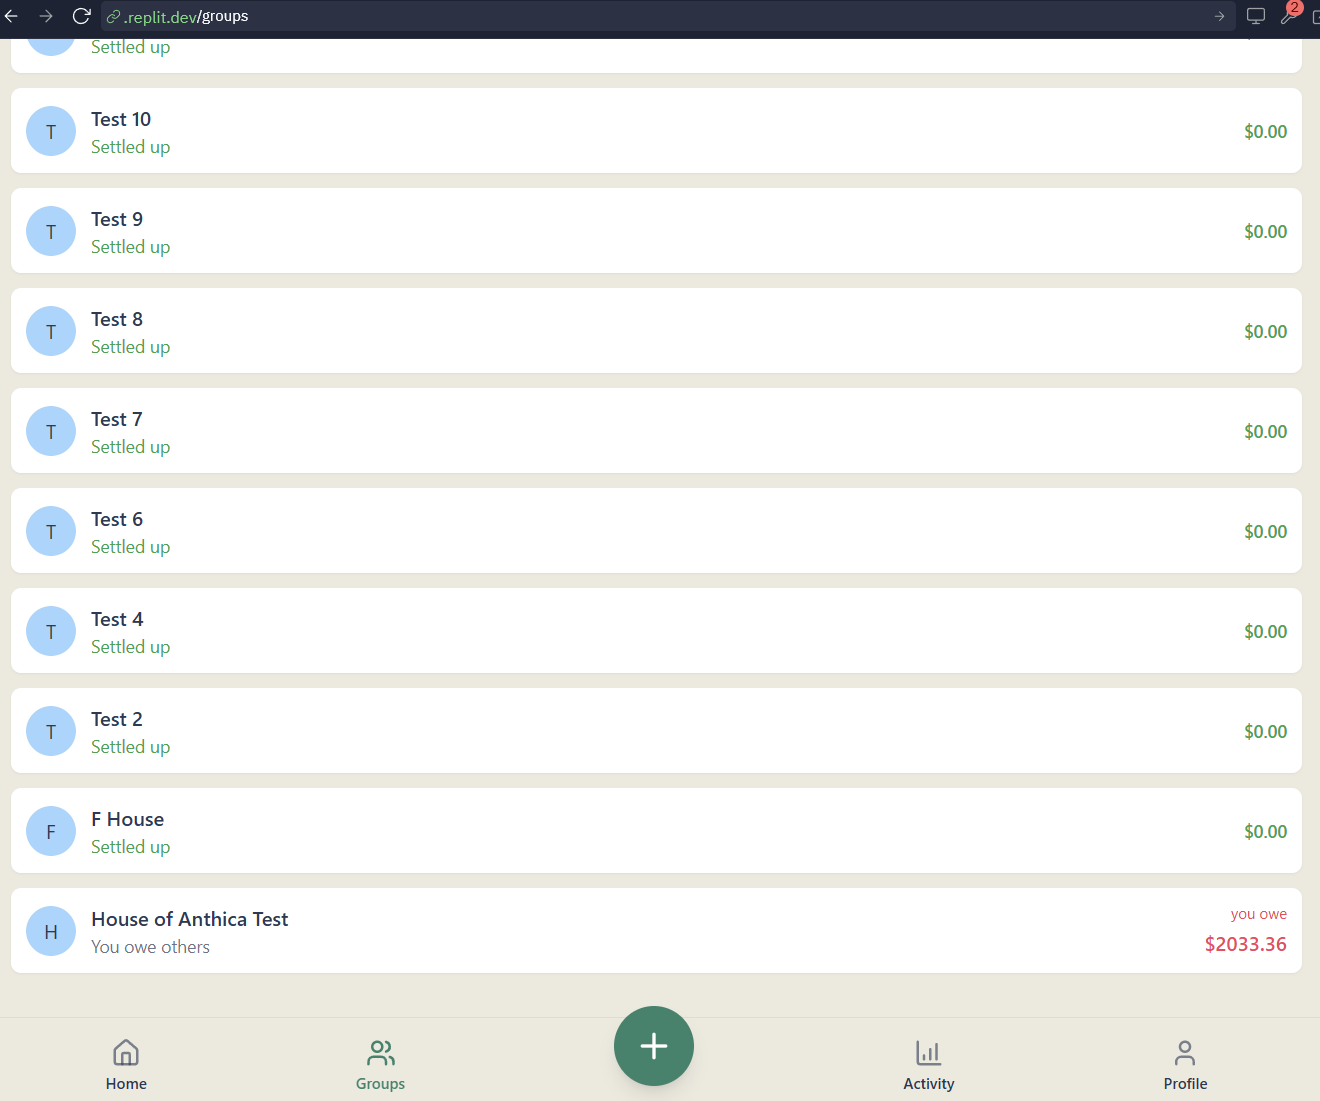 .replit.dev/groups
2
Settled up
Test 10
Settled up
$0.00
Test 9
Settled up
$0.00
Test 8
Settled up
$0.00
Test 7
Settled up
$0.00
Test 6
Settled up
$0.00
Test 4
Settled up
$0.00
Test 2
Settled up
$0.00
F House
Settled up
$0.00
House of Anthica Test
You owe others
you owe
$2033.36
T
T
T
T
T
T
T
F
H
Home
Groups
Activity
Profile